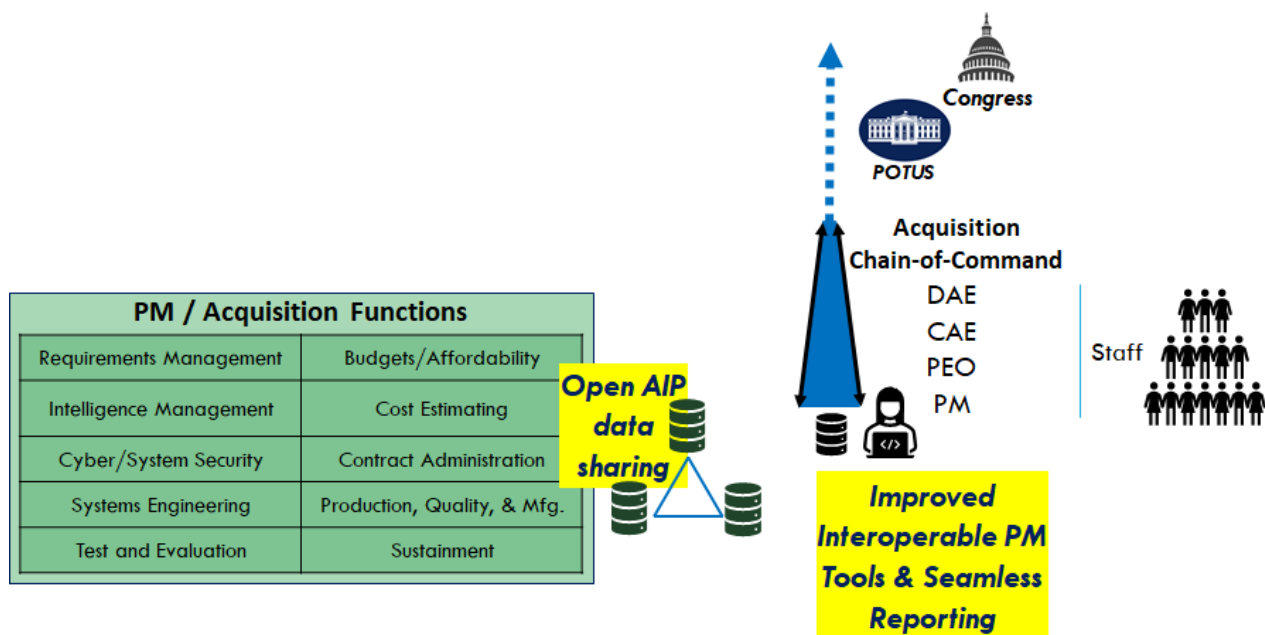 Congress
POTUS
Acquisition
Chain-of-Command
DAE
CAE
PEO
PM
Staff
PM / Acquisition Functions
Requirements Management
Budgets/Affordability
Intelligence Management
Cost Estimating
Cyber/System Security
Contract Administration
Systems Engineering
Production, Quality, & Mfg.
Test and Evaluation
Sustainment
Open AIP
data
sharing
</>
Improved
Interoperable PM
Tools & Seamless
Reporting